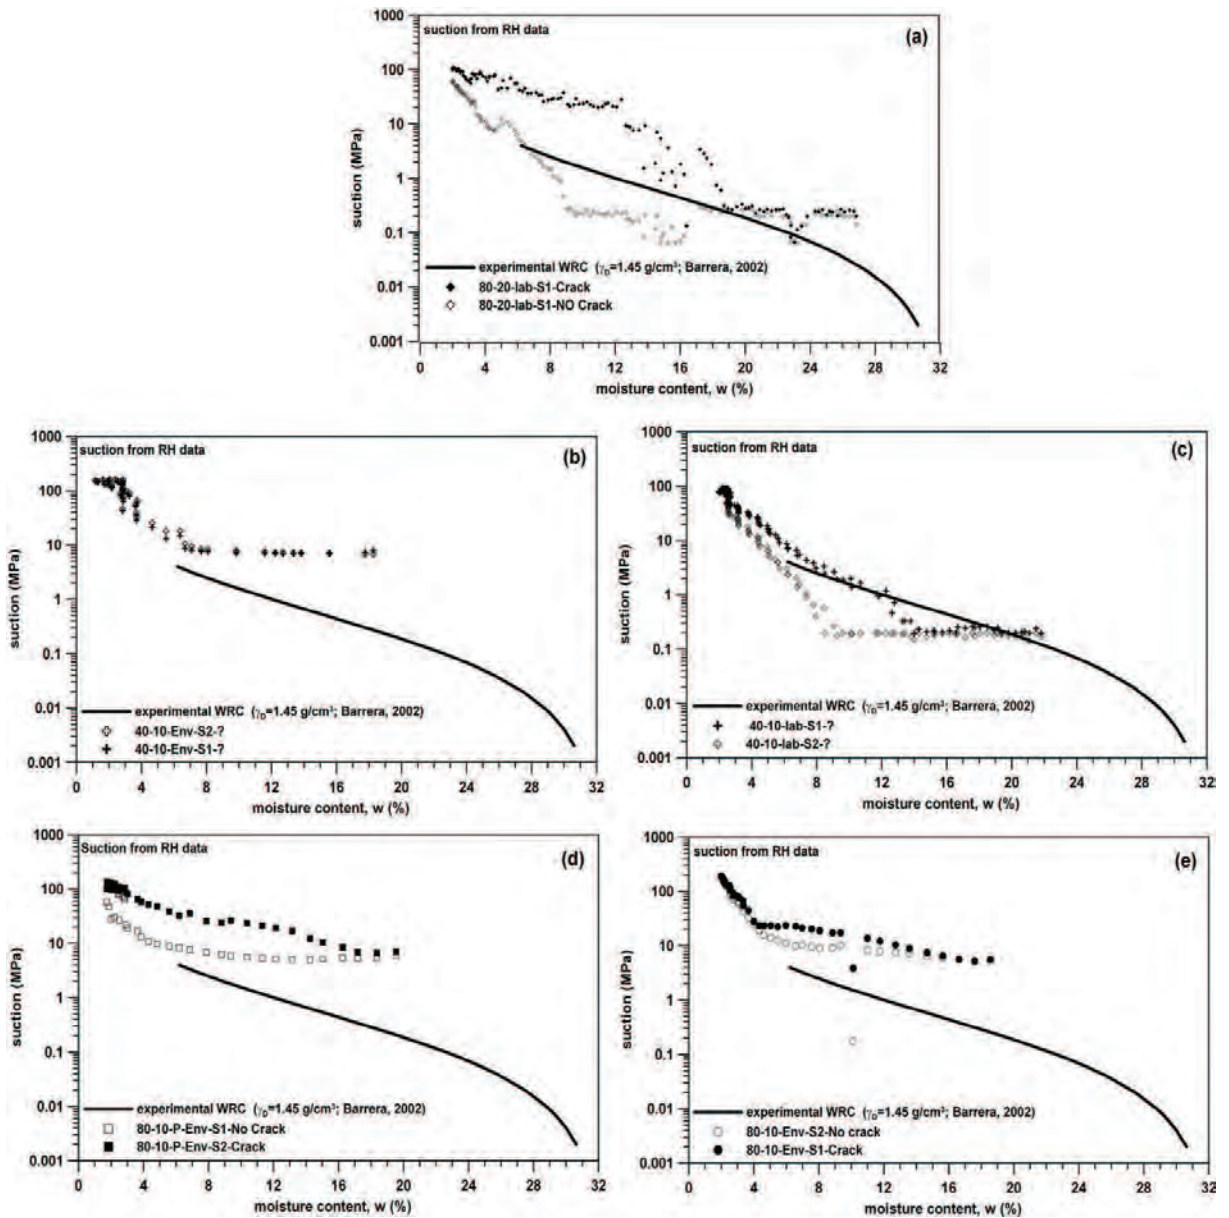 suction from RH data
(a)
1000
100
10
1
0.1
0.01
0.001
suction (MPa)
experimental WRC (γD=1.45 g/cm³; Barrera, 2002)
80-20-lab-S1-Crack
80-20-lab-S1-NO Crack
0 4 8 12 16 20 24 28 32
moisture content, w (%)
suction from RH data
(b)
1000
100
10
1
0.1
0.01
0.001
suction (MPa)
experimental WRC (γD=1.45 g/cm³; Barrera, 2002)
40-10-Env-S2-?
40-10-Env-S1-?
0 4 8 12 16 20 24 28 32
moisture content, w (%)
suction from RH data
(c)
1000
100
10
1
0.1
0.01
0.001
suction (MPa)
experimental WRC (γD=1.45 g/cm³; Barrera, 2002)
40-10-lab-S1-?
40-10-lab-S2-?
0 4 8 12 16 20 24 28 32
moisture content, w (%)
Suction from RH data
(d)
1000
100
10
1
0.1
0.01
0.001
suction (MPa)
experimental WRC (γD=1.45 g/cm³; Barrera, 2002)
80-10-P-Env-S1-No Crack
80-10-P-Env-S2-Crack
0 4 8 12 16 20 24 28 32
moisture content, w (%)
suction from RH data
(e)
1000
100
10
1
0.1
0.01
0.001
suction (MPa)
experimental WRC (γD=1.45 g/cm³; Barrera, 2002)
80-10-Env-S2-No crack
80-10-Env-S1-Crack
0 4 8 12 16 20 24 28 32
moisture content, w (%)